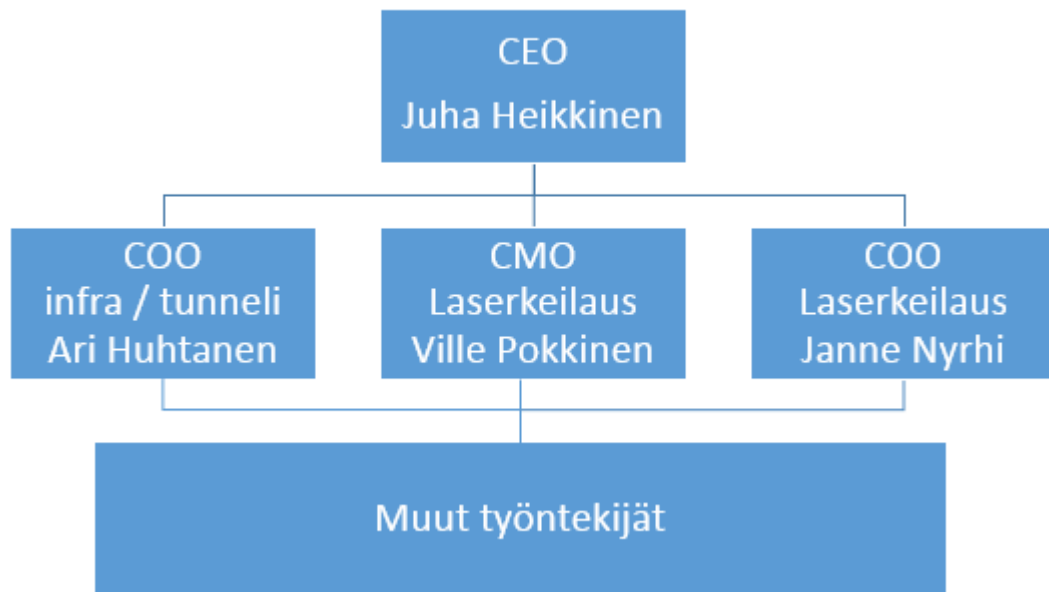 CEO
Juha Heikkinen
COO
infra / tunneli
Ari Huhtanen
CMO
Laserkeilaus
Ville Pokkinen
COO
Laserkeilaus
Janne Nyrhi
Muut työntekijät